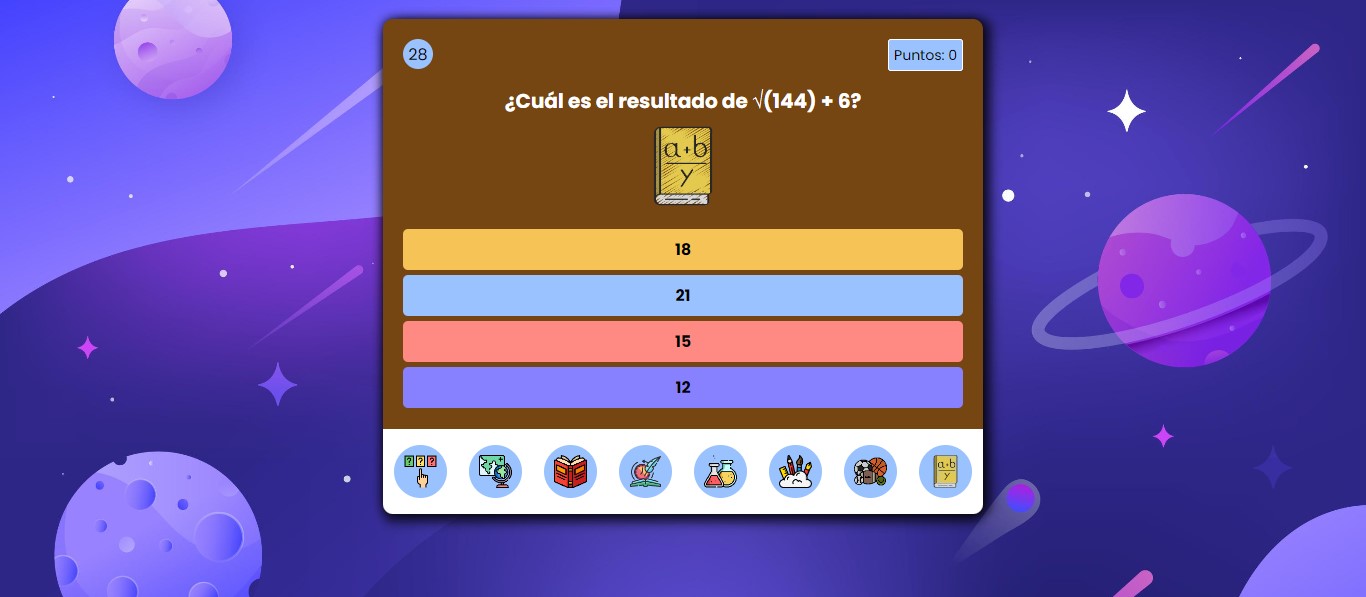 28
Puntos: 0
¿Cuál es el resultado de √(144) + 6?
a+b
y
18
21
15
12
? ? ?
a+b
y